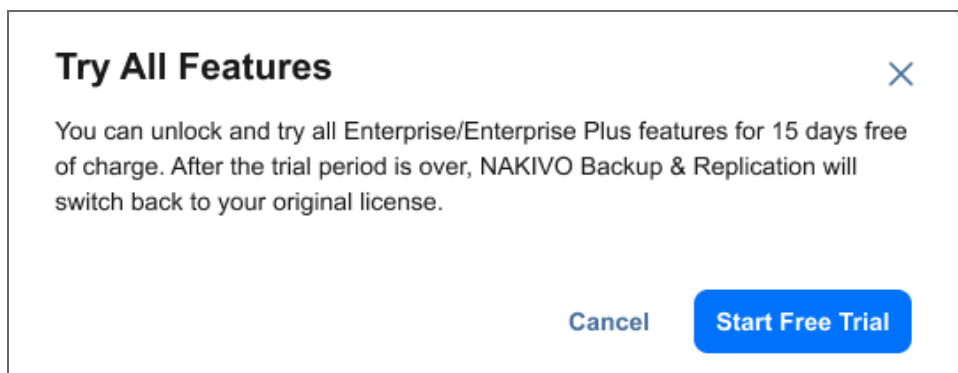 Try All Features
You can unlock and try all Enterprise/Enterprise Plus features for 15 days free
of charge. After the trial period is over, NAKIVO Backup & Replication will
switch back to your original license.
Cancel
Start Free Trial